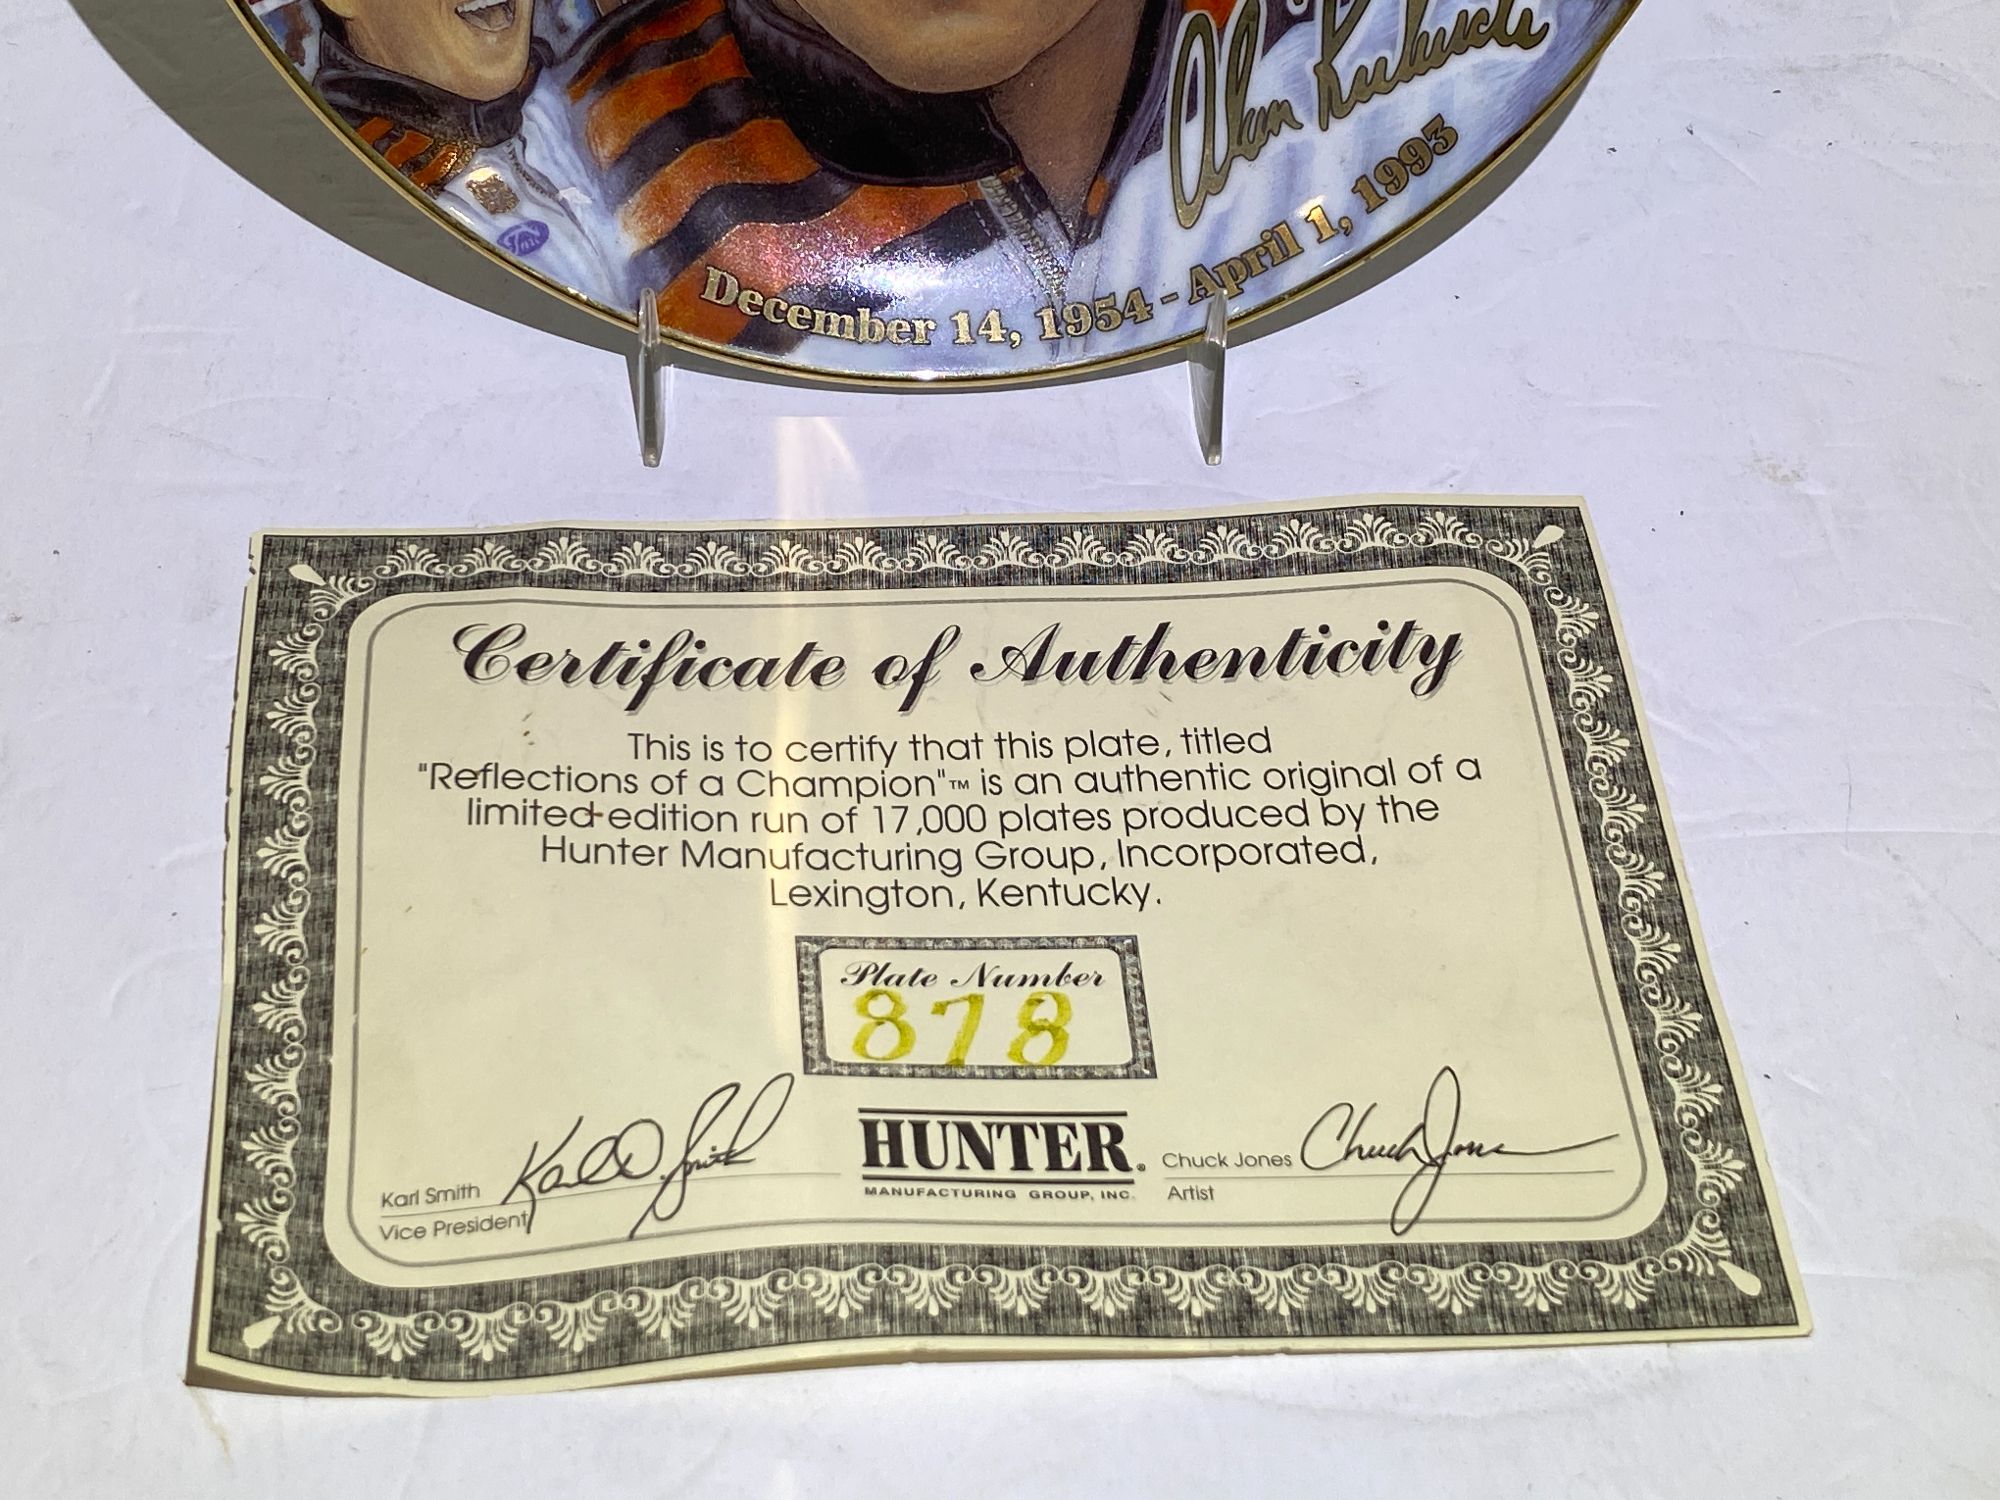 Alan Kulwicki
December 14, 1954 - April 1, 1993
Certificate of Authenticity
This is to certify that this plate, titled
"Reflections of a Champion"™ is an authentic original of a
limited-edition run of 17,000 plates produced by the
Hunter Manufacturing Group, Incorporated,
Lexington, Kentucky.
Plate Number
878
Karl Smith
Vice President
HUNTER®
MANUFACTURING GROUP, INC.
Chuck Jones
Chuck Jones
Artist